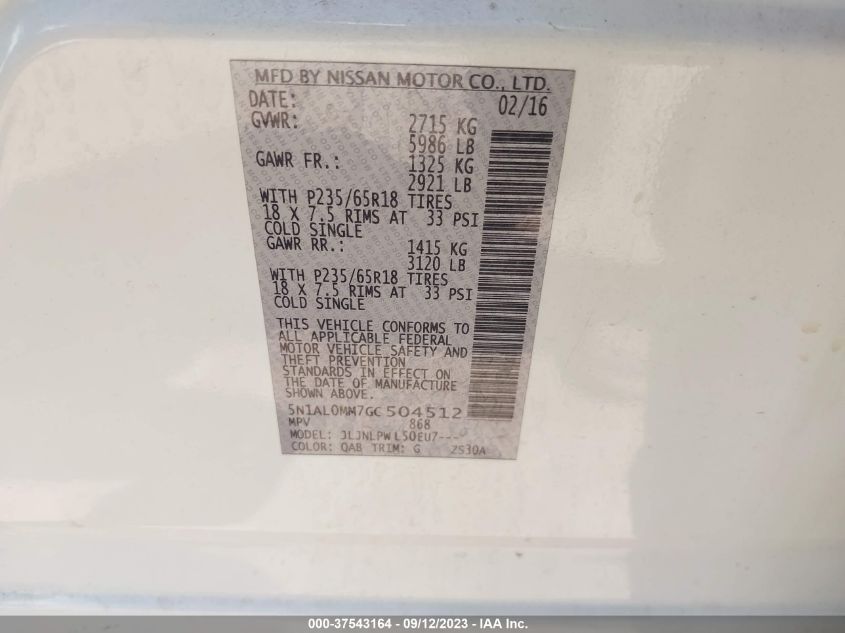 MFD BY NISSAN MOTOR CO., LTD.
DATE: 02/16
GVWR: 2715 KG
5986 LB
GAWR FR.: 1325 KG
2921 LB
WITH P235/65R18 TIRES
18 X 7.5 RIMS AT 33 PSI
COLD SINGLE
GAWR RR.: 1415 KG
3120 LB
WITH P235/65R18 TIRES
18 X 7.5 RIMS AT 33 PSI
COLD SINGLE
THIS VEHICLE CONFORMS TO
ALL APPLICABLE FEDERAL
MOTOR VEHICLE SAFETY AND
THEFT PREVENTION
STANDARDS IN EFFECT ON
THE DATE OF MANUFACTURE
SHOWN ABOVE.
5N1AL0MM7GC504512
MPV 868
MODEL: JLJNLPWL50EU7---
COLOR: QAB TRIM: G 2530A
000-37543164 - 09/12/2023 - IAA Inc.